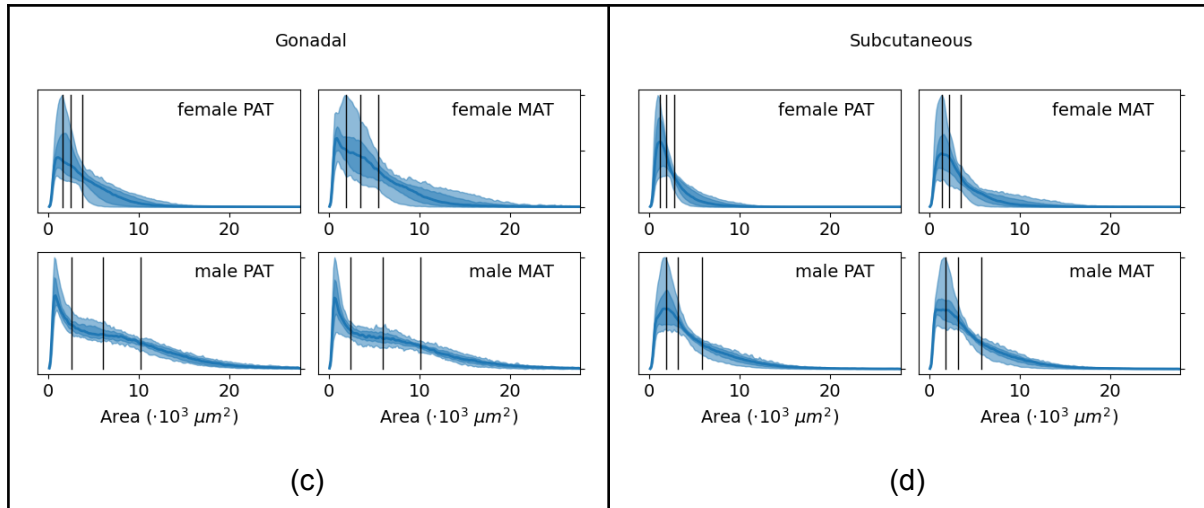 Gonadal
female PAT
female MAT
0 10 20
0 10 20
male PAT
male MAT
0 10 20
0 10 20
Area (·10³ μm²)
Area (·10³ μm²)
(c)
Subcutaneous
female PAT
female MAT
0 10 20
0 10 20
male PAT
male MAT
0 10 20
0 10 20
Area (·10³ μm²)
Area (·10³ μm²)
(d)